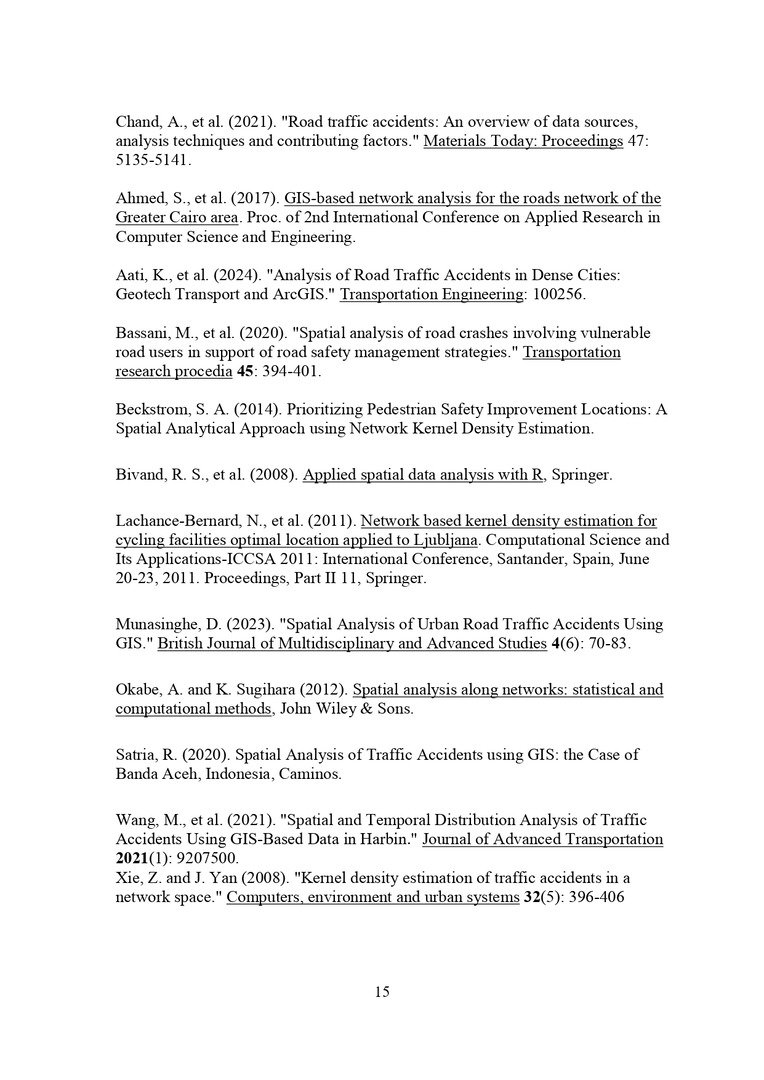 Chand, A., et al. (2021). "Road traffic accidents: An overview of data sources,
analysis techniques and contributing factors." Materials Today: Proceedings 47:
5135-5141.
Ahmed, S., et al. (2017). GIS-based network analysis for the roads network of the
Greater Cairo area. Proc. of 2nd International Conference on Applied Research in
Computer Science and Engineering.
Aati, K., et al. (2024). "Analysis of Road Traffic Accidents in Dense Cities:
Geotech Transport and ArcGIS." Transportation Engineering: 100256.
Bassani, M., et al. (2020). "Spatial analysis of road crashes involving vulnerable
road users in support of road safety management strategies." Transportation
research procedia 45: 394-401.
Beckstrom, S. A. (2014). Prioritizing Pedestrian Safety Improvement Locations: A
Spatial Analytical Approach using Network Kernel Density Estimation.
Bivand, R. S., et al. (2008). Applied spatial data analysis with R, Springer.
Lachance-Bernard, N., et al. (2011). Network based kernel density estimation for
cycling facilities optimal location applied to Ljubljana. Computational Science and
Its Applications-ICCSA 2011: International Conference, Santander, Spain, June
20-23, 2011. Proceedings, Part II 11, Springer.
Munasinghe, D. (2023). "Spatial Analysis of Urban Road Traffic Accidents Using
GIS." British Journal of Multidisciplinary and Advanced Studies 4(6): 70-83.
Okabe, A. and K. Sugihara (2012). Spatial analysis along networks: statistical and
computational methods, John Wiley & Sons.
Satria, R. (2020). Spatial Analysis of Traffic Accidents using GIS: the Case of
Banda Aceh, Indonesia, Caminos.
Wang, M., et al. (2021). "Spatial and Temporal Distribution Analysis of Traffic
Accidents Using GIS-Based Data in Harbin." Journal of Advanced Transportation
2021(1): 9207500.
Xie, Z. and J. Yan (2008). "Kernel density estimation of traffic accidents in a
network space." Computers, environment and urban systems 32(5): 396-406
15